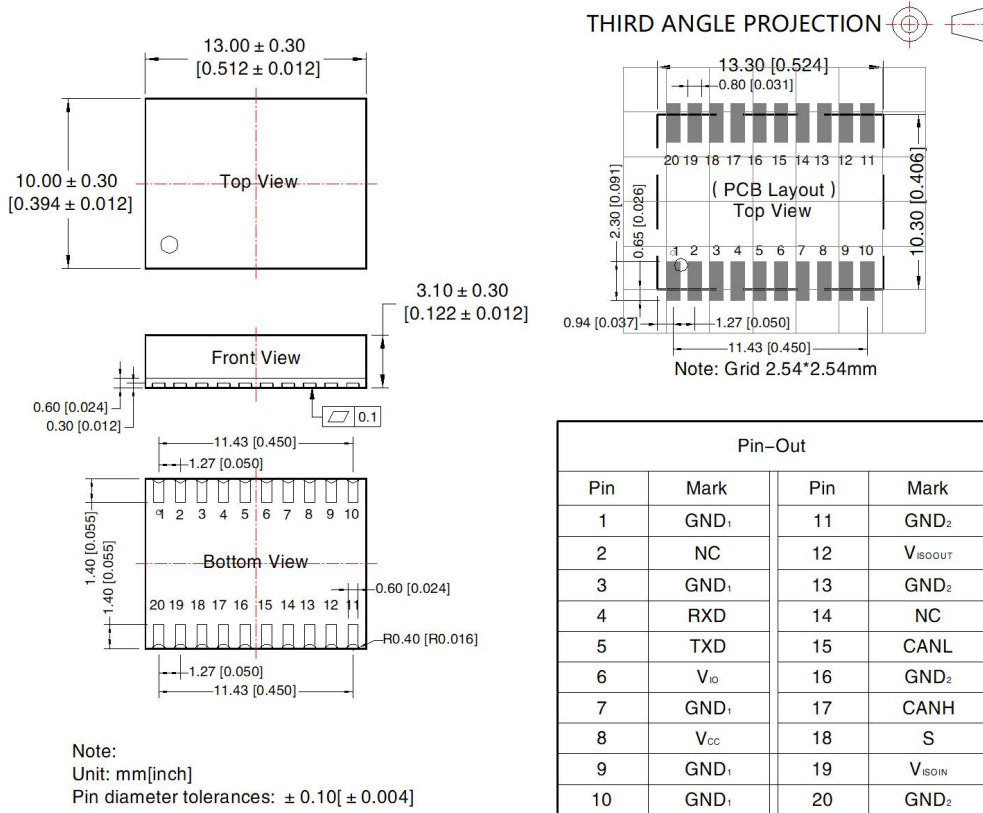 THIRD ANGLE PROJECTION
13.00 ± 0.30
[0.512 ± 0.012]
10.00 ± 0.30
[0.394 ± 0.012]
Top View
3.10 ± 0.30
[0.122 ± 0.012]
Front View
0.60 [0.024]
0.30 [0.012]
0.1
11.43 [0.450]
1.27 [0.050]
1 2 3 4 5 6 7 8 9 10
1.40 [0.055]
1.40 [0.055]
Bottom View
0.60 [0.024]
20 19 18 17 16 15 14 13 12 11
R0.40 [R0.016]
1.27 [0.050]
11.43 [0.450]
Note:
Unit: mm[inch]
Pin diameter tolerances: ± 0.10[ ± 0.004]
13.30 [0.524]
0.80 [0.031]
20 19 18 17 16 15 14 13 12 11
2.30 [0.091]
0.65 [0.026]
( PCB Layout )
Top View
10.30 [0.406]
1 2 3 4 5 6 7 8 9 10
0.94 [0.037]
1.27 [0.050]
11.43 [0.450]
Note: Grid 2.54*2.54mm
Pin-Out
Pin Mark Pin Mark
1 GND₁ 11 GND₂
2 NC 12 VISOOUT
3 GND₁ 13 GND₂
4 RXD 14 NC
5 TXD 15 CANL
6 VIO 16 GND₂
7 GND₁ 17 CANH
8 VCC 18 S
9 GND₁ 19 VISOIN
10 GND₁ 20 GND₂